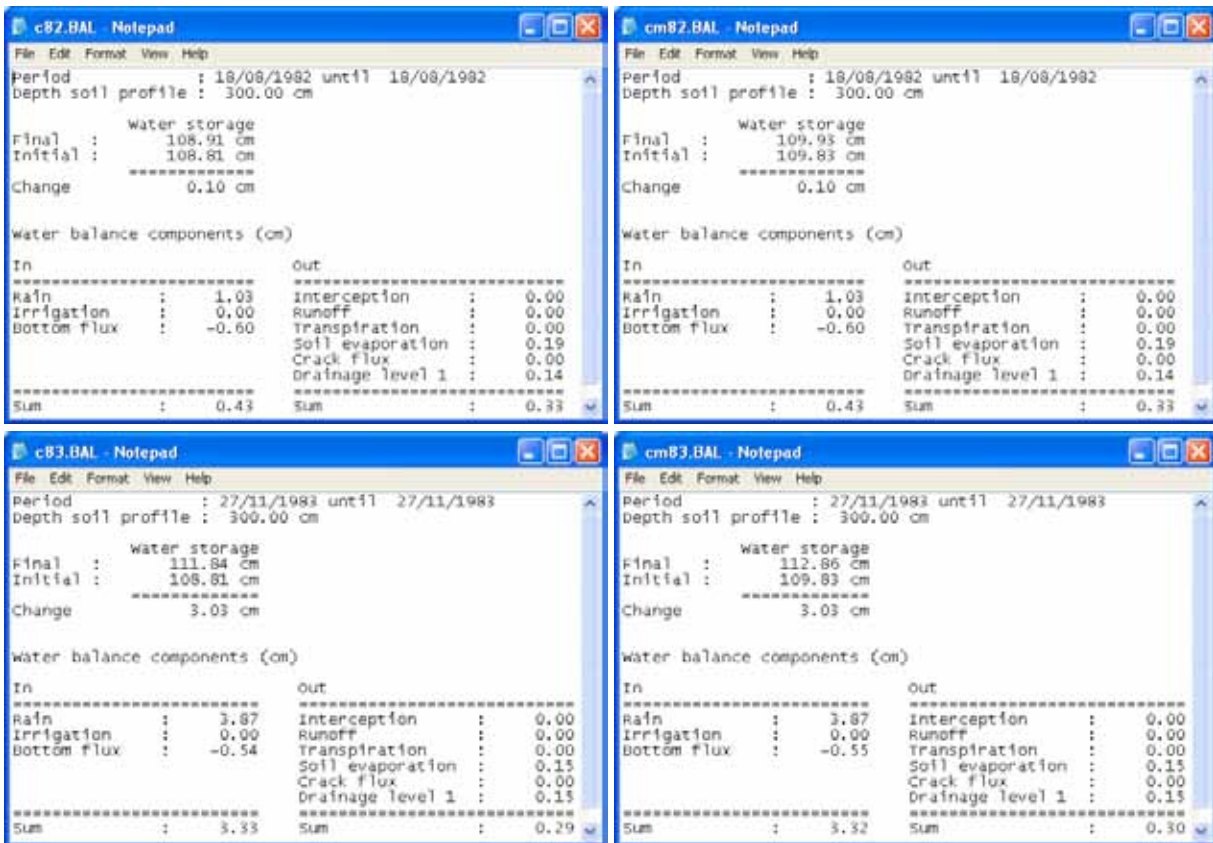 c82.BAL - Notepad
File Edit Format View Help
Period : 18/08/1982 until 18/08/1982
Depth soil profile : 300.00 cm
Water storage
Final : 108.91 cm
Initial : 108.81 cm
=============
Change 0.10 cm
Water balance components (cm)
In Out
========================= ============================
Rain : 1.03 Interception : 0.00
Irrigation : 0.00 Runoff : 0.00
Bottom flux : -0.60 Transpiration : 0.00
Soil evaporation : 0.19
Crack flux : 0.00
Drainage level 1 : 0.14
========================= ============================
Sum : 0.43 Sum : 0.33
cm82.BAL - Notepad
File Edit Format View Help
Period : 18/08/1982 until 18/08/1982
Depth soil profile : 300.00 cm
Water storage
Final : 109.93 cm
Initial : 109.83 cm
=============
Change 0.10 cm
Water balance components (cm)
In Out
========================= ============================
Rain : 1.03 Interception : 0.00
Irrigation : 0.00 Runoff : 0.00
Bottom flux : -0.60 Transpiration : 0.00
Soil evaporation : 0.19
Crack flux : 0.00
Drainage level 1 : 0.14
========================= ============================
Sum : 0.43 Sum : 0.33
c83.BAL - Notepad
File Edit Format View Help
Period : 27/11/1983 until 27/11/1983
Depth soil profile : 300.00 cm
Water storage
Final : 111.84 cm
Initial : 108.81 cm
=============
Change 3.03 cm
Water balance components (cm)
In Out
========================= ============================
Rain : 3.87 Interception : 0.00
Irrigation : 0.00 Runoff : 0.00
Bottom flux : -0.54 Transpiration : 0.00
Soil evaporation : 0.15
Crack flux : 0.00
Drainage level 1 : 0.15
========================= ============================
Sum : 3.33 Sum : 0.29
cm83.BAL - Notepad
File Edit Format View Help
Period : 27/11/1983 until 27/11/1983
Depth soil profile : 300.00 cm
Water storage
Final : 112.86 cm
Initial : 109.83 cm
=============
Change 3.03 cm
Water balance components (cm)
In Out
========================= ============================
Rain : 3.87 Interception : 0.00
Irrigation : 0.00 Runoff : 0.00
Bottom flux : -0.55 Transpiration : 0.00
Soil evaporation : 0.15
Crack flux : 0.00
Drainage level 1 : 0.15
========================= ============================
Sum : 3.32 Sum : 0.30